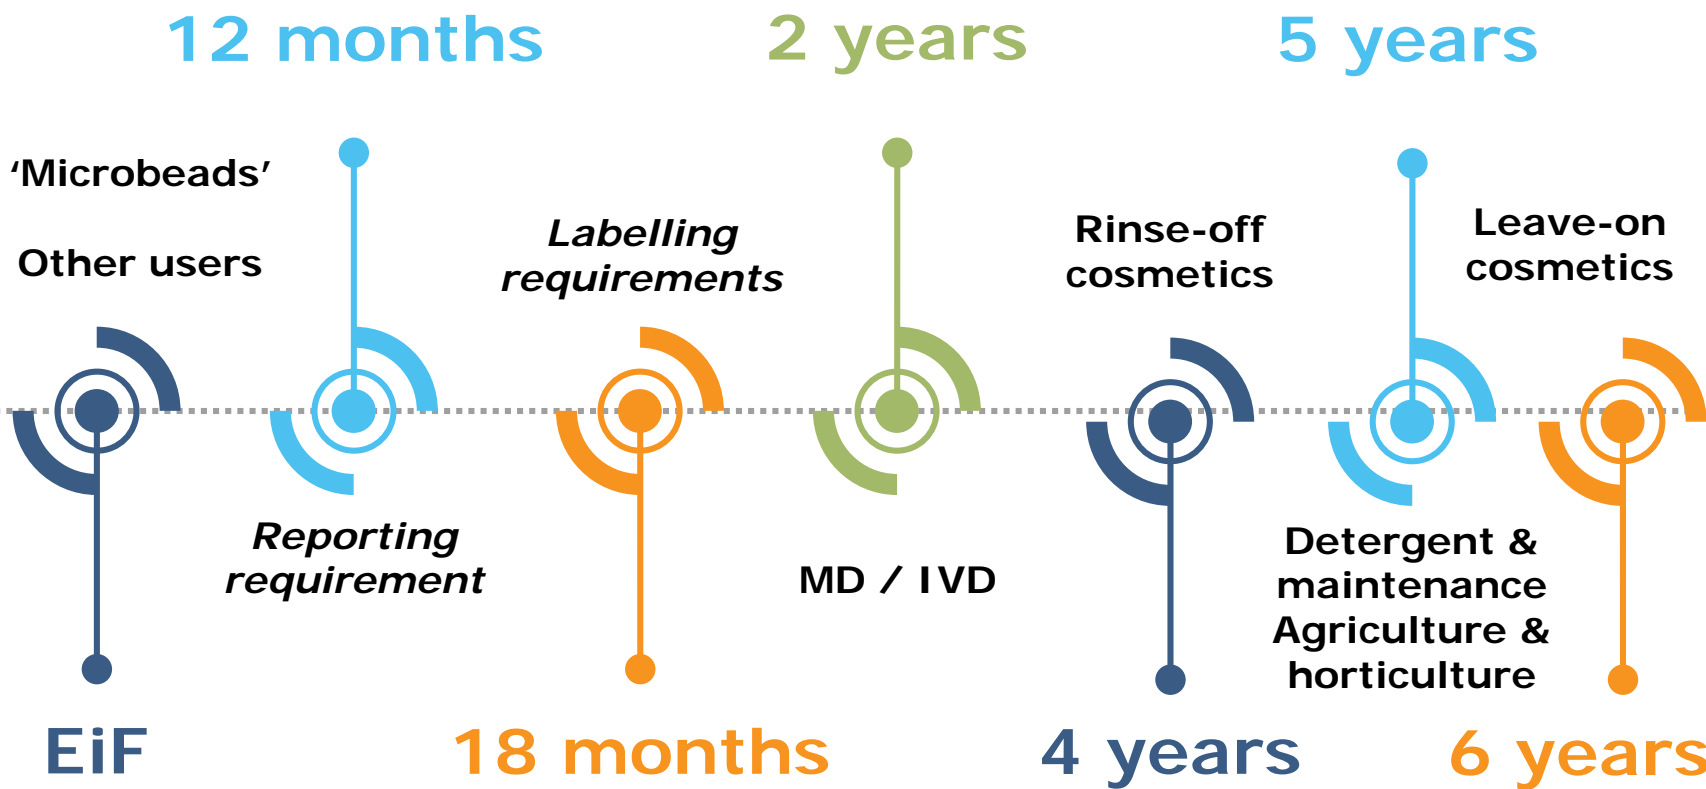 12 months
2 years
5 years
‘Microbeads’
Other users
Labelling
requirements
Rinse-off
cosmetics
Leave-on
cosmetics
Reporting
requirement
MD / IVD
Detergent &
maintenance
Agriculture &
horticulture
EiF
18 months
4 years
6 years